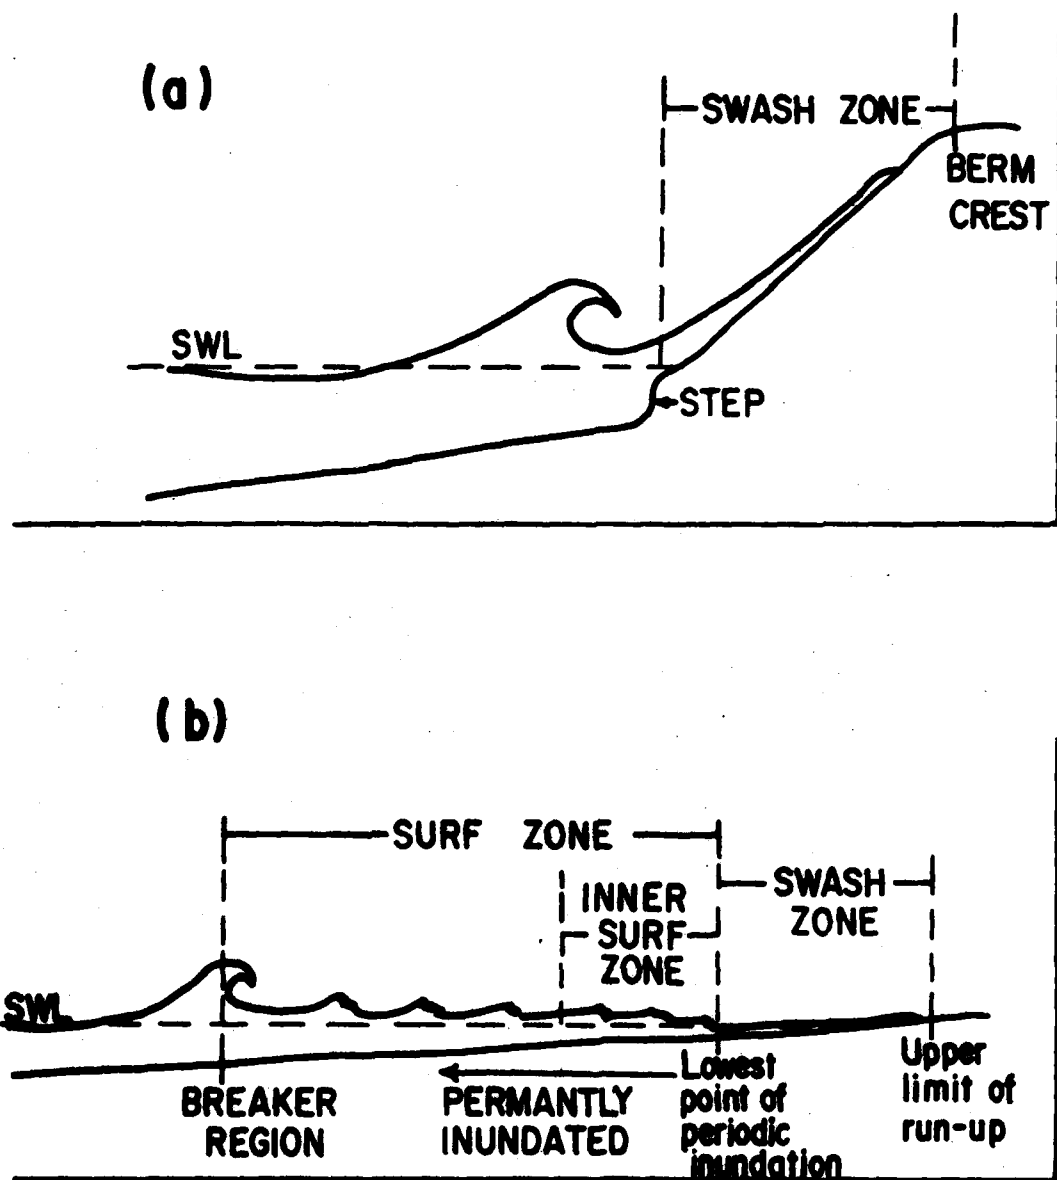 (a)
SWASH ZONE
BERM
CREST
SWL
STEP
(b)
SURF ZONE
INNER
SURF
ZONE
SWASH
ZONE
SWL
BREAKER
REGION
PERMANTLY
INUNDATED
Lowest
point of
periodic
inundation
Upper
limit of
run-up